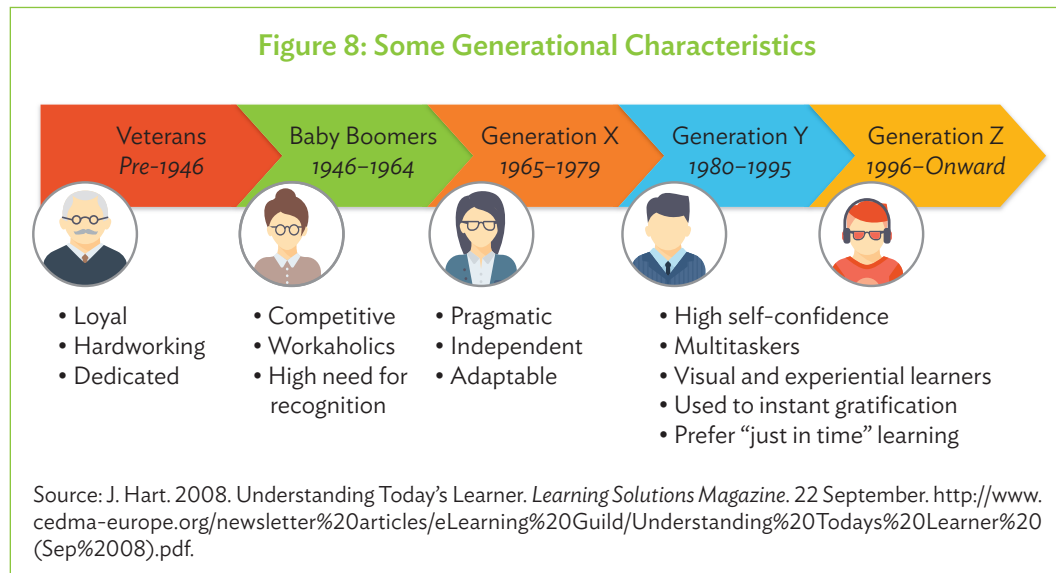 Figure 8: Some Generational Characteristics
Veterans
Pre-1946
Baby Boomers
1946–1964
Generation X
1965–1979
Generation Y
1980–1995
Generation Z
1996–Onward
• Loyal
• Hardworking
• Dedicated
• Competitive
• Workaholics
• High need for
recognition
• Pragmatic
• Independent
• Adaptable
• High self-confidence
• Multitaskers
• Visual and experiential learners
• Used to instant gratification
• Prefer “just in time” learning
Source: J. Hart. 2008. Understanding Today’s Learner. Learning Solutions Magazine. 22 September. http://www.
cedma-europe.org/newsletter%20articles/eLearning%20Guild/Understanding%20Todays%20Learner%20
(Sep%2008).pdf.